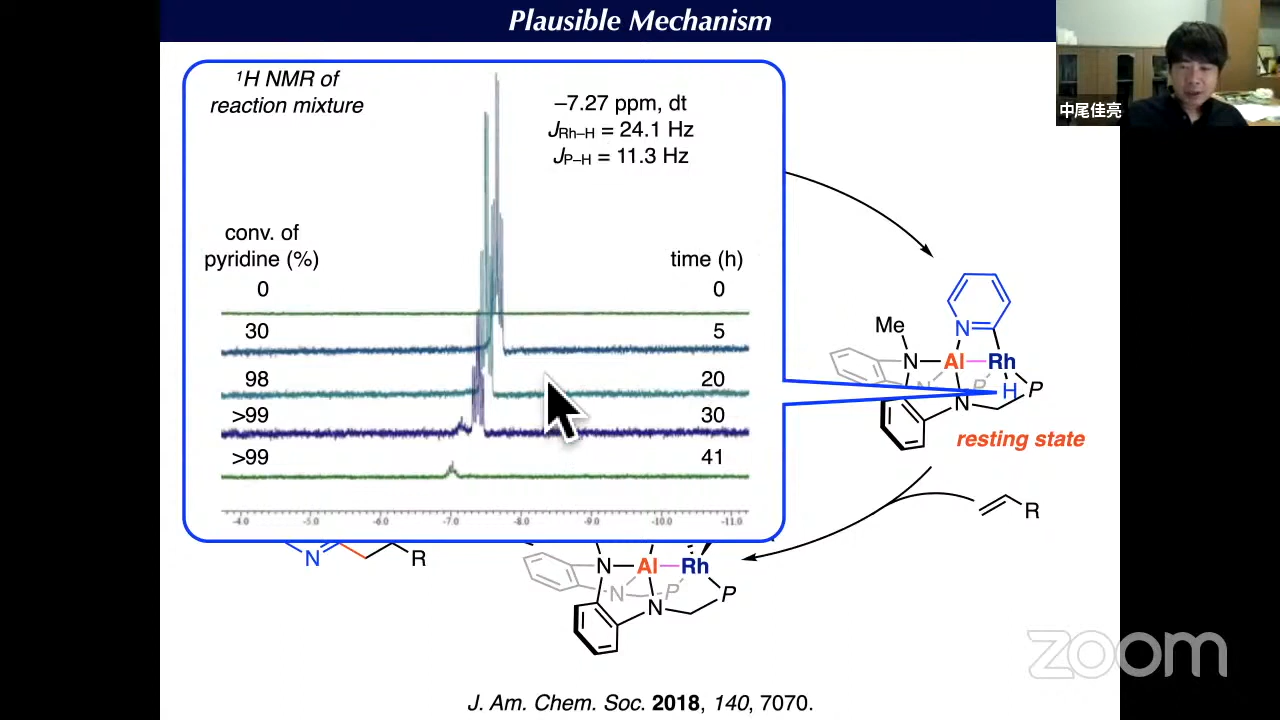 Plausible Mechanism
中尾佳亮
¹H NMR of
reaction mixture
–7.27 ppm, dt
JRh–H = 24.1 Hz
JP–H = 11.3 Hz
conv. of
pyridine (%)
time (h)
0 0
30 5
98 20
>99 30
>99 41
-4.0 -5.0 -6.0 -7.0 -8.0 -9.0 -10.0 -11.0
N
Me
N Al Rh
N P H P
N
resting state
R
N R
N Al Rh
N P P
N
zoom
J. Am. Chem. Soc. 2018, 140, 7070.